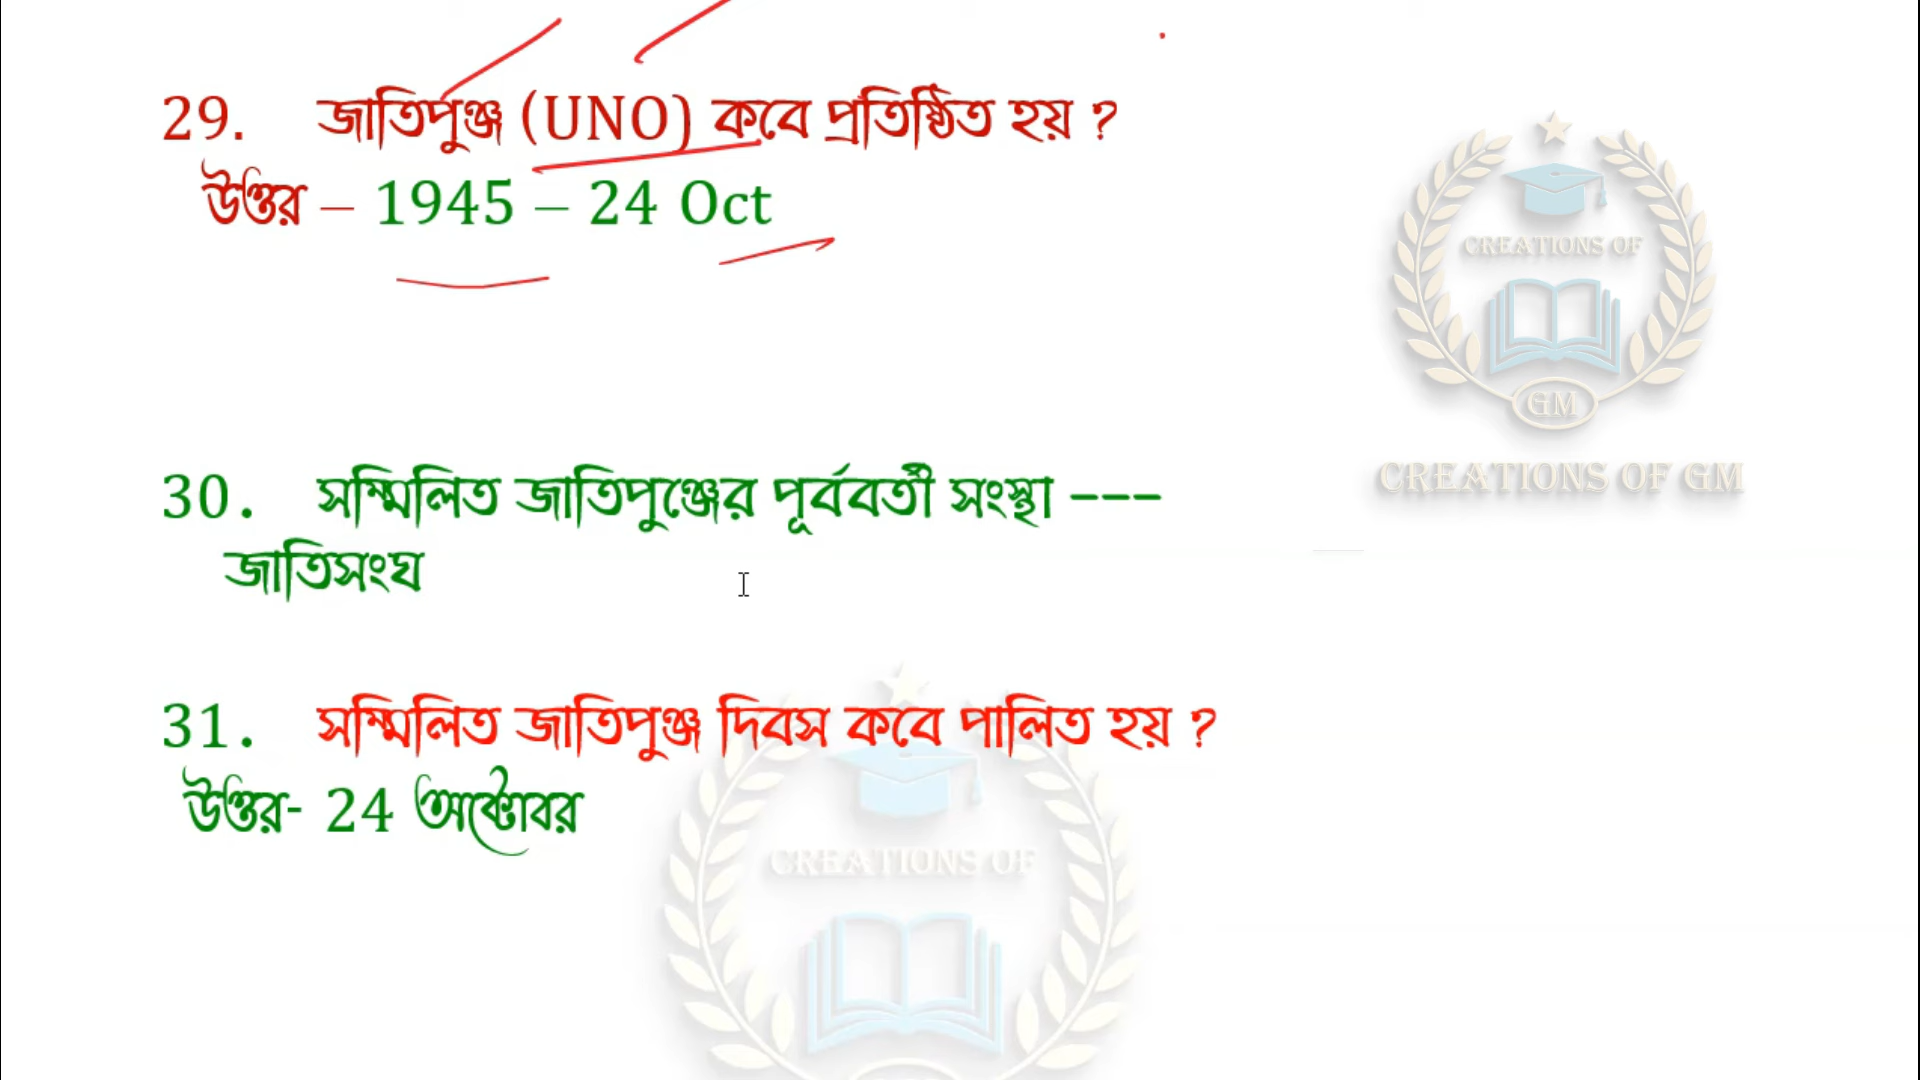 29. জাতিপুঞ্জ (UNO) কবে প্রতিষ্ঠিত হয় ?
উত্তর – 1945 – 24 Oct
CREATIONS OF
GM
CREATIONS OF GM
30. সম্মিলিত জাতিপুঞ্জের পূর্ববর্তী সংস্থা ---
জাতিসংঘ
31. সম্মিলিত জাতিপুঞ্জ দিবস কবে পালিত হয় ?
উত্তর- 24 অক্টোবর
CREATIONS OF